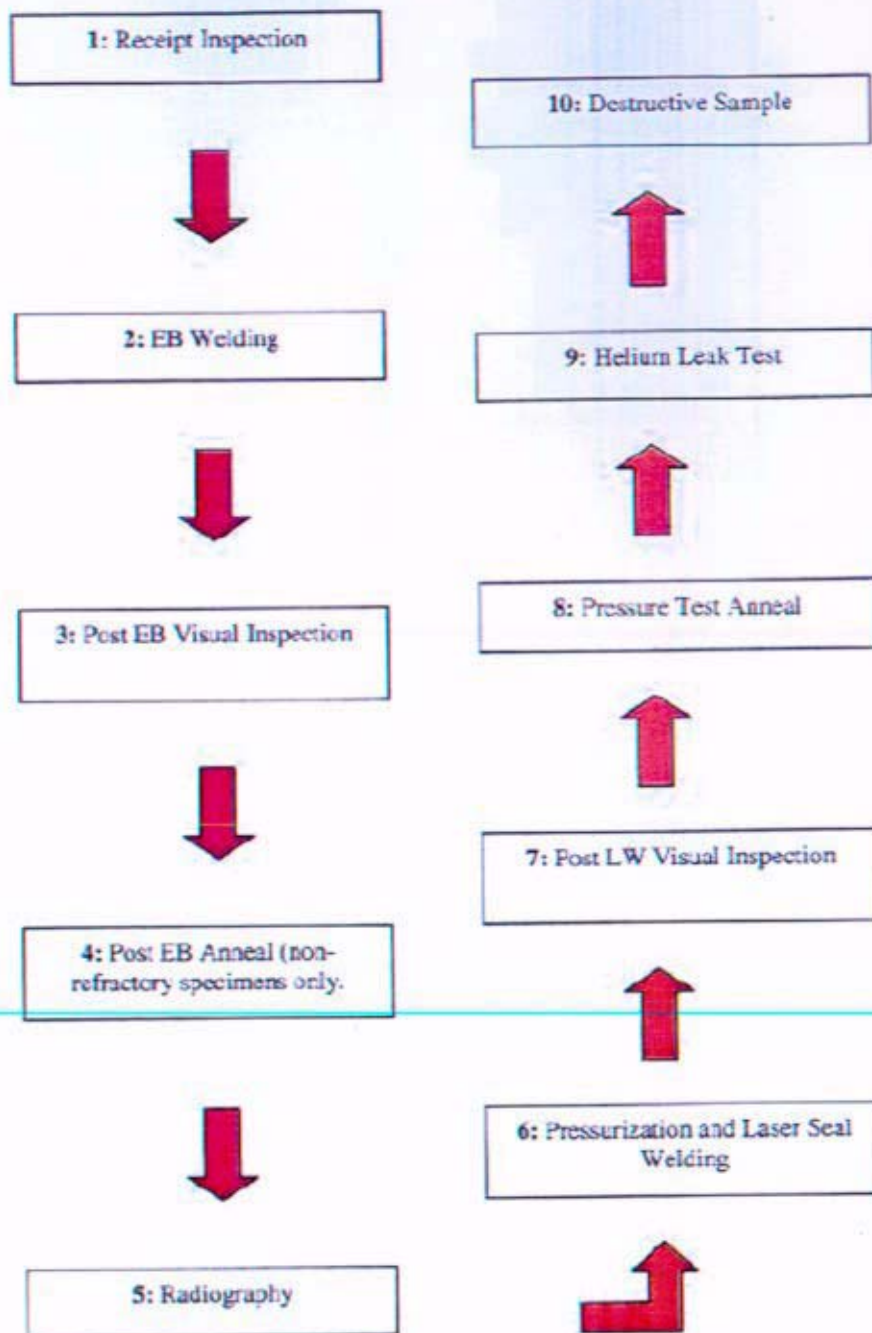 1: Receipt Inspection
2: EB Welding
3: Post EB Visual Inspection
4: Post EB Anneal (non-
refractory specimens only.
5: Radiography
6: Pressurization and Laser Seal
Welding
7: Post LW Visual Inspection
8: Pressure Test Anneal
9: Helium Leak Test
10: Destructive Sample